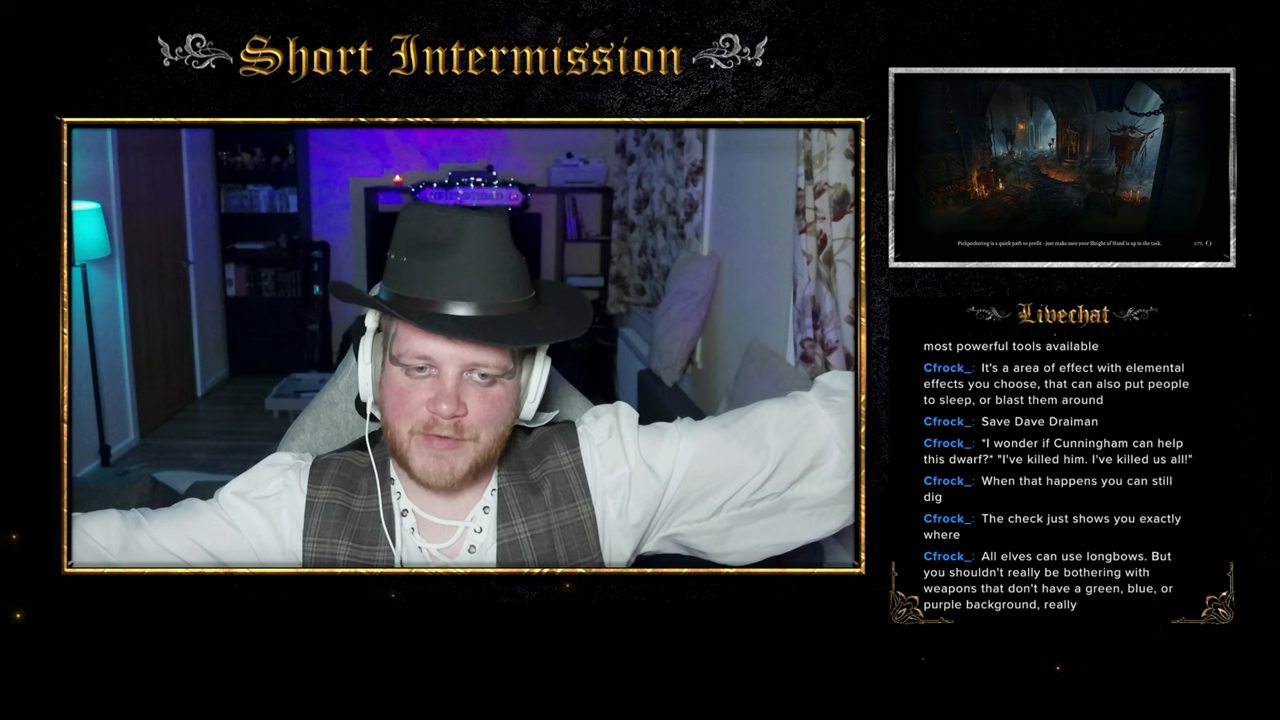 Short Intermission
Pickpocketing is a quick path to profit - just make sure your Sleight of Hand is up to the task.
67%
Livechat
most powerful tools available
Cfrock_: It's a area of effect with elemental
effects you choose, that can also put people
to sleep, or blast them around
Cfrock_: Save Dave Draiman
Cfrock_: *I wonder if Cunningham can help
this dwarf?* "I've killed him. I've killed us all!"
Cfrock_: When that happens you can still
dig
Cfrock_: The check just shows you exactly
where
Cfrock_: All elves can use longbows. But
you shouldn't really be bothering with
weapons that don't have a green, blue, or
purple background, really